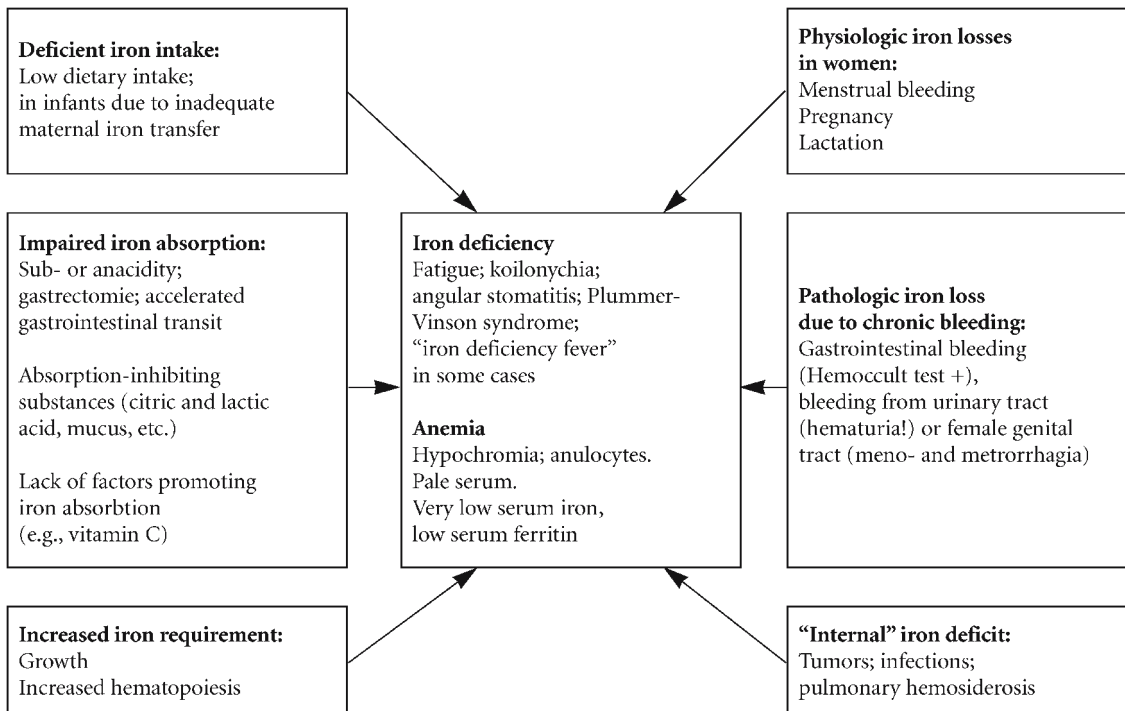 Deficient iron intake:
Low dietary intake;
in infants due to inadequate
maternal iron transfer
Physiologic iron losses
in women:
Menstrual bleeding
Pregnancy
Lactation
Impaired iron absorption:
Sub- or anacidity;
gastrectomie; accelerated
gastrointestinal transit
Absorption-inhibiting
substances (citric and lactic
acid, mucus, etc.)
Lack of factors promoting
iron absorbtion
(e.g., vitamin C)
Iron deficiency
Fatigue; koilonychia;
angular stomatitis; Plummer-
Vinson syndrome;
“iron deficiency fever”
in some cases
Anemia
Hypochromia; anulocytes.
Pale serum.
Very low serum iron,
low serum ferritin
Pathologic iron loss
due to chronic bleeding:
Gastrointestinal bleeding
(Hemoccult test +),
bleeding from urinary tract
(hematuria!) or female genital
tract (meno- and metrorrhagia)
Increased iron requirement:
Growth
Increased hematopoiesis
“Internal” iron deficit:
Tumors; infections;
pulmonary hemosiderosis